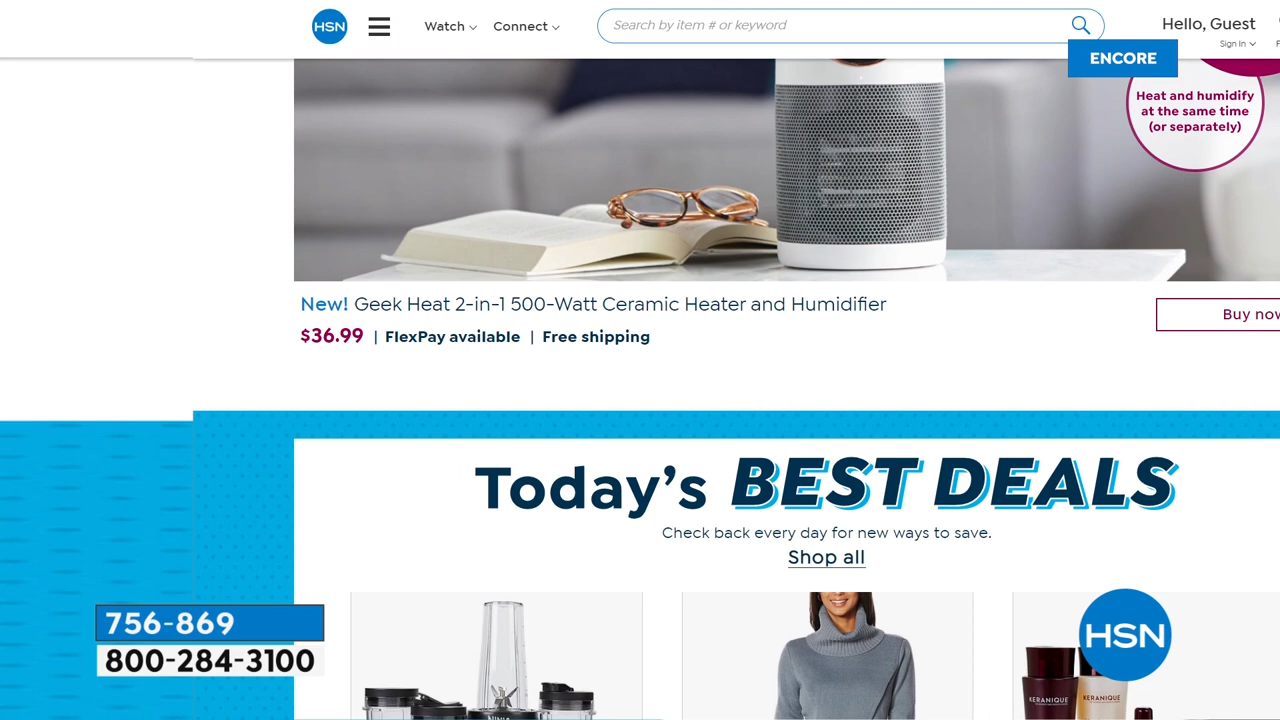 HSN
Watch
Connect
Search by item # or keyword
Hello, Guest
Sign In
ENCORE
Heat and humidify
at the same time
(or separately)
New! Geek Heat 2-in-1 500-Watt Ceramic Heater and Humidifier
$36.99 | FlexPay available | Free shipping
Buy now
Today's BEST DEALS
Check back every day for new ways to save.
Shop all
756-869
800-284-3100
NINJA
KERANIQUE
KERANIQUE
HSN